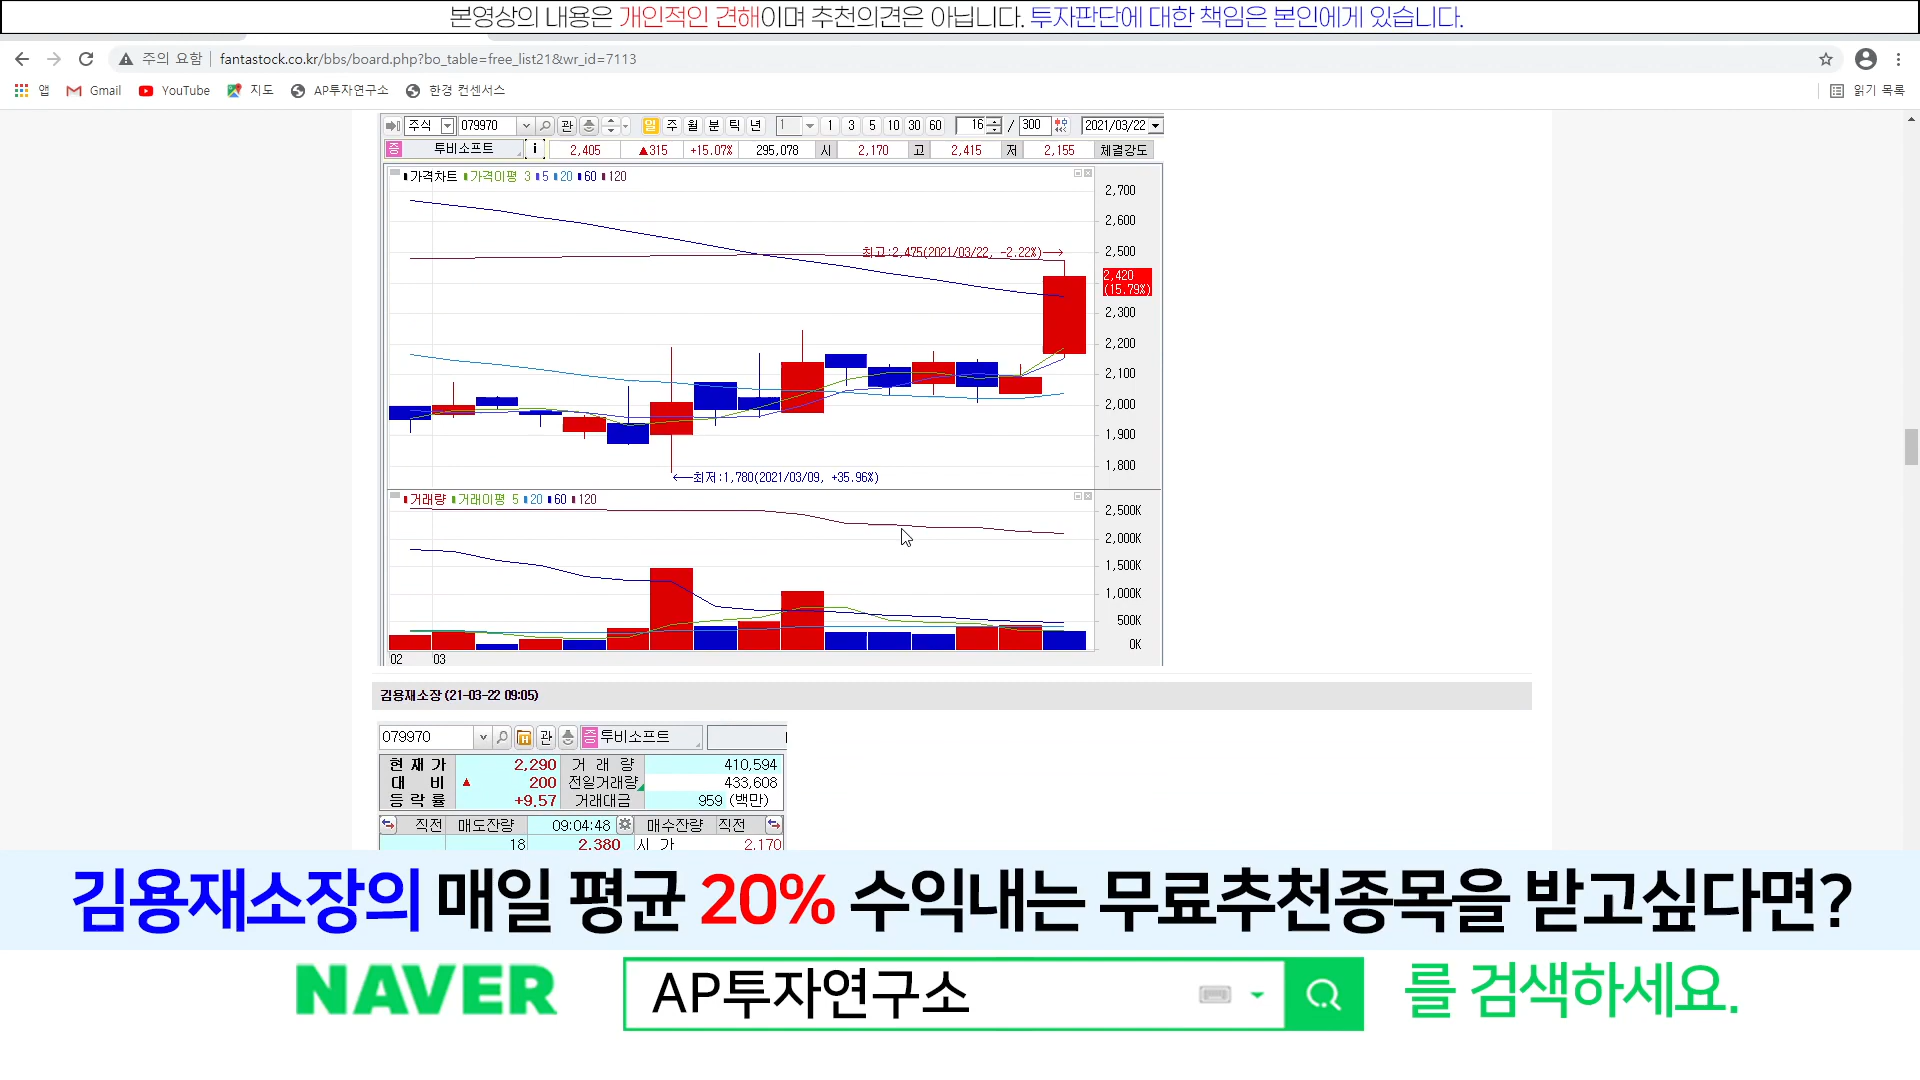 본영상의 내용은 개인적인 견해이며 추천의견은 아닙니다. 투자판단에 대한 책임은 본인에게 있습니다.
주의 요함 | fantastock.co.kr/bbs/board.php?bo_table=free_list21&wr_id=7113
앱 Gmail YouTube 지도 AP투자연구소 한경 컨센서스 읽기 목록
주식 079970 관 일 주 월 분 틱 년 1 1 3 5 10 30 60 16 / 300 2021/03/22
증 투비소프트 i 2,405 ▲315 +15.07% 295,078 시 2,170 고 2,415 저 2,155 체결강도
가격차트 가격이평 3 5 20 60 120
2,700
2,600
최고:2,475(2021/03/22, -2.22%) 2,500
2,420
(15.79%)
2,300
2,200
2,100
2,000
1,900
1,800
최저:1,780(2021/03/09, +35.96%)
거래량 거래이평 5 20 60 120
2,500K
2,000K
1,500K
1,000K
500K
0K
02 03
김용재소장 (21-03-22 09:05)
079970 관 증 투비소프트
현재가 2,290 거래량 410,594
대비 ▲ 200 전일거래량 433,608
등락률 +9.57 거래대금 959 (백만)
직전 매도잔량 09:04:48 매수잔량 직전
18 2,380 시가 2,170
김용재소장의 매일 평균 20% 수익내는 무료추천종목을 받고싶다면?
NAVER AP투자연구소 를 검색하세요.